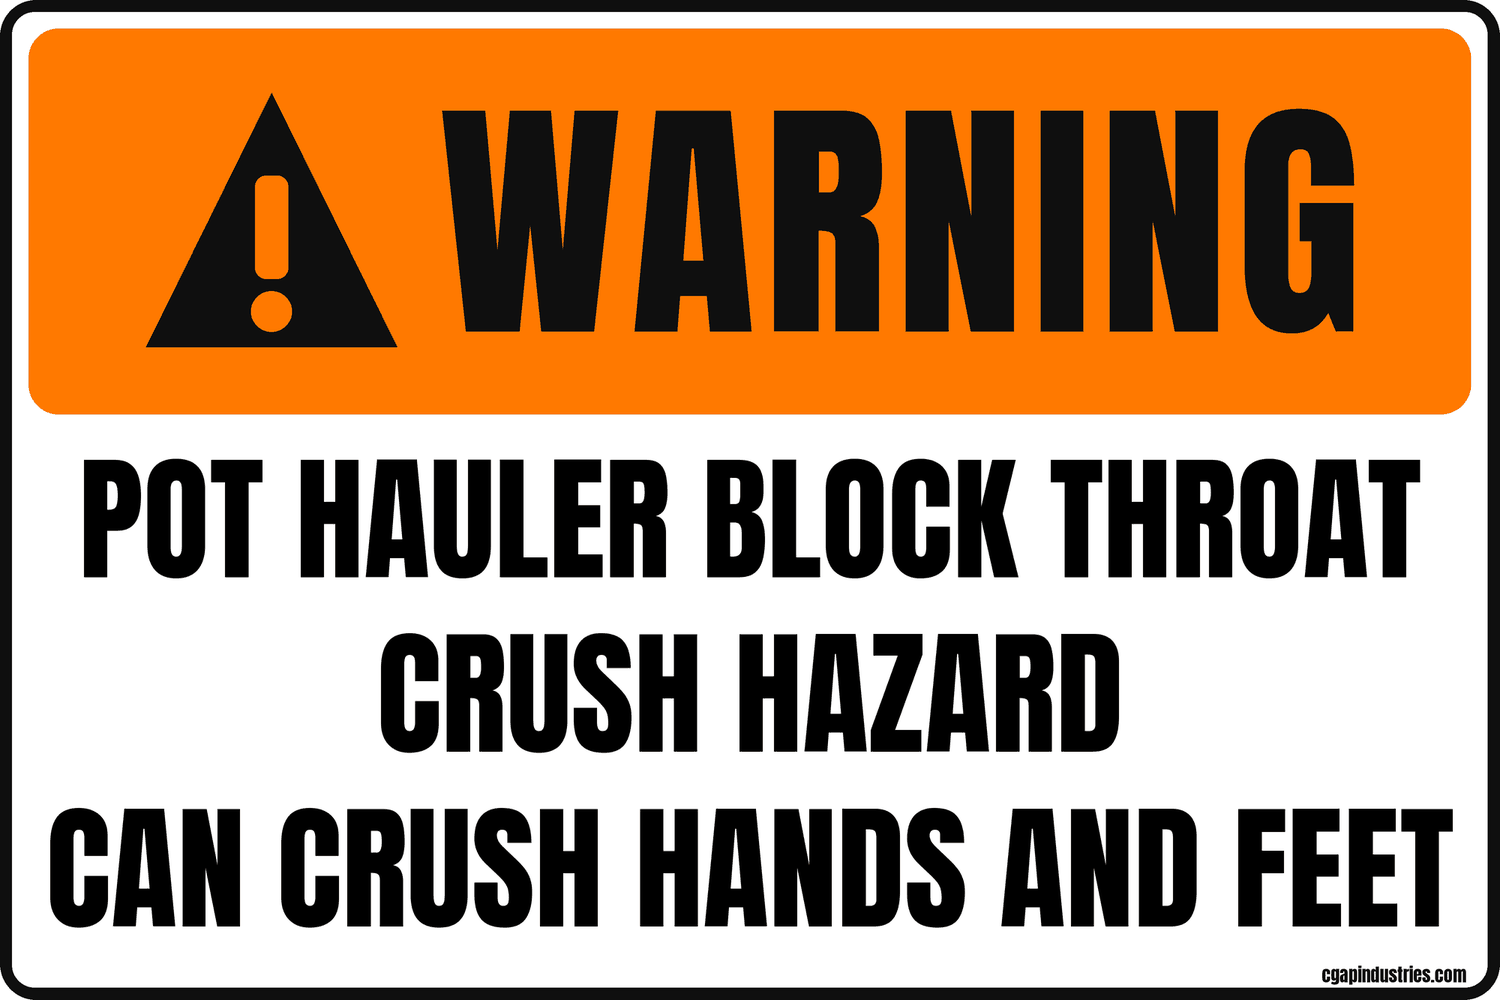 WARNING
POT HAULER BLOCK THROAT
CRUSH HAZARD
CAN CRUSH HANDS AND FEET
cgapindustries.com